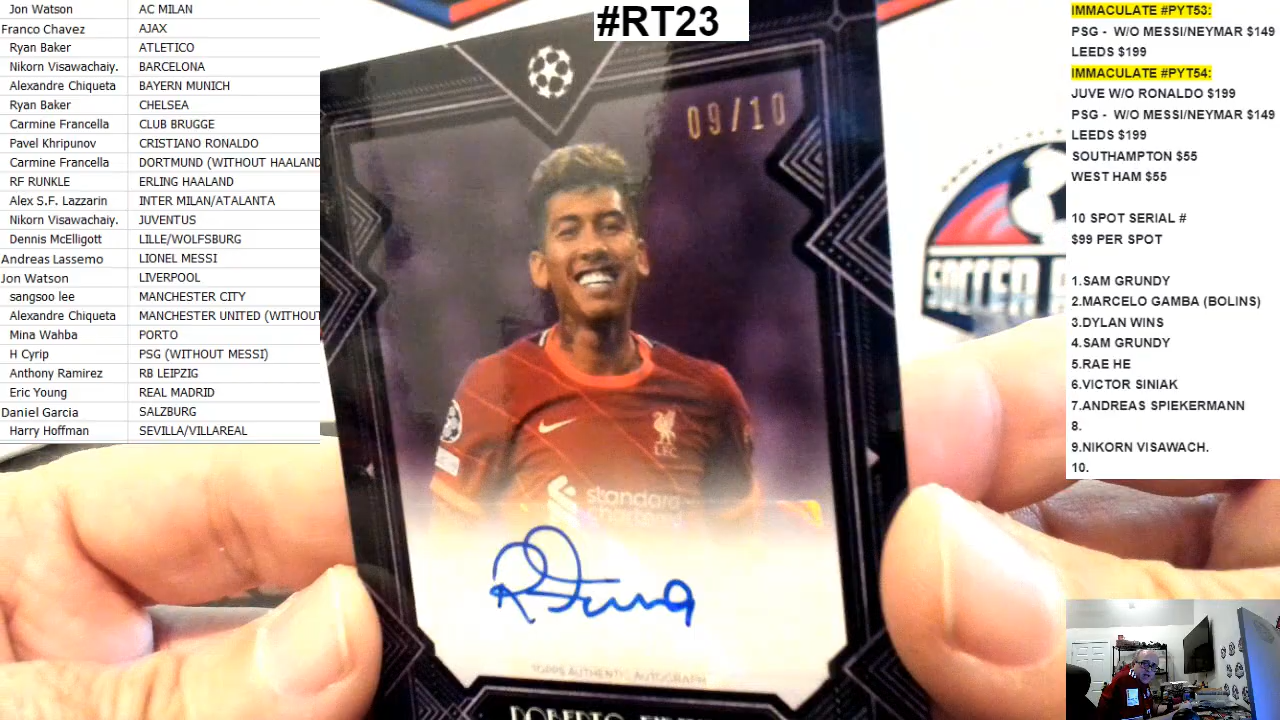 #RT23
Jon Watson AC MILAN
Franco Chavez AJAX
Ryan Baker ATLETICO
Nikorn Visawachaiy. BARCELONA
Alexandre Chiqueta BAYERN MUNICH
Ryan Baker CHELSEA
Carmine Francella CLUB BRUGGE
Pavel Khripunov CRISTIANO RONALDO
Carmine Francella DORTMUND (WITHOUT HAALAND
RF RUNKLE ERLING HAALAND
Alex S.F. Lazzarin INTER MILAN/ATALANTA
Nikorn Visawachaiy. JUVENTUS
Dennis McElligott LILLE/WOLFSBURG
Andreas Lassemo LIONEL MESSI
Jon Watson LIVERPOOL
sangsoo lee MANCHESTER CITY
Alexandre Chiqueta MANCHESTER UNITED (WITHOUT
Mina Wahba PORTO
H Cyrip PSG (WITHOUT MESSI)
Anthony Ramirez RB LEIPZIG
Eric Young REAL MADRID
Daniel Garcia SALZBURG
Harry Hoffman SEVILLA/VILLAREAL
09/10
LFC
standard
TOPPS AUTHENTIC AUTOGRAPH
ROBERTO
SOCCER
IMMACULATE #PYT53:
PSG - W/O MESSI/NEYMAR $149
LEEDS $199
IMMACULATE #PYT54:
JUVE W/O RONALDO $199
PSG - W/O MESSI/NEYMAR $149
LEEDS $199
SOUTHAMPTON $55
WEST HAM $55
10 SPOT SERIAL #
$99 PER SPOT
1.SAM GRUNDY
2.MARCELO GAMBA (BOLINS)
3.DYLAN WINS
4.SAM GRUNDY
5.RAE HE
6.VICTOR SINIAK
7.ANDREAS SPIEKERMANN
8.
9.NIKORN VISAWACH.
10.